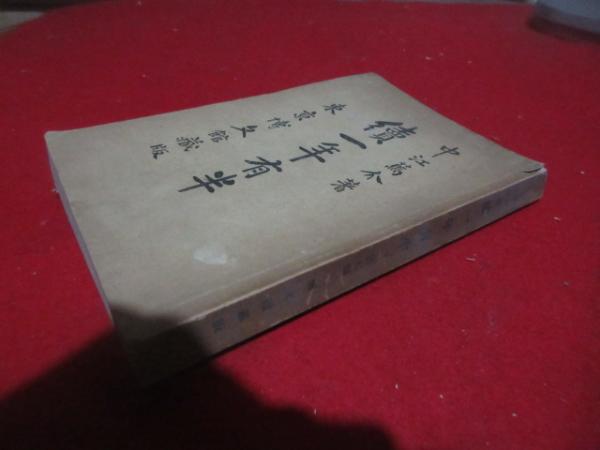 中江篤介著
續一年有半
東京博文館藏版